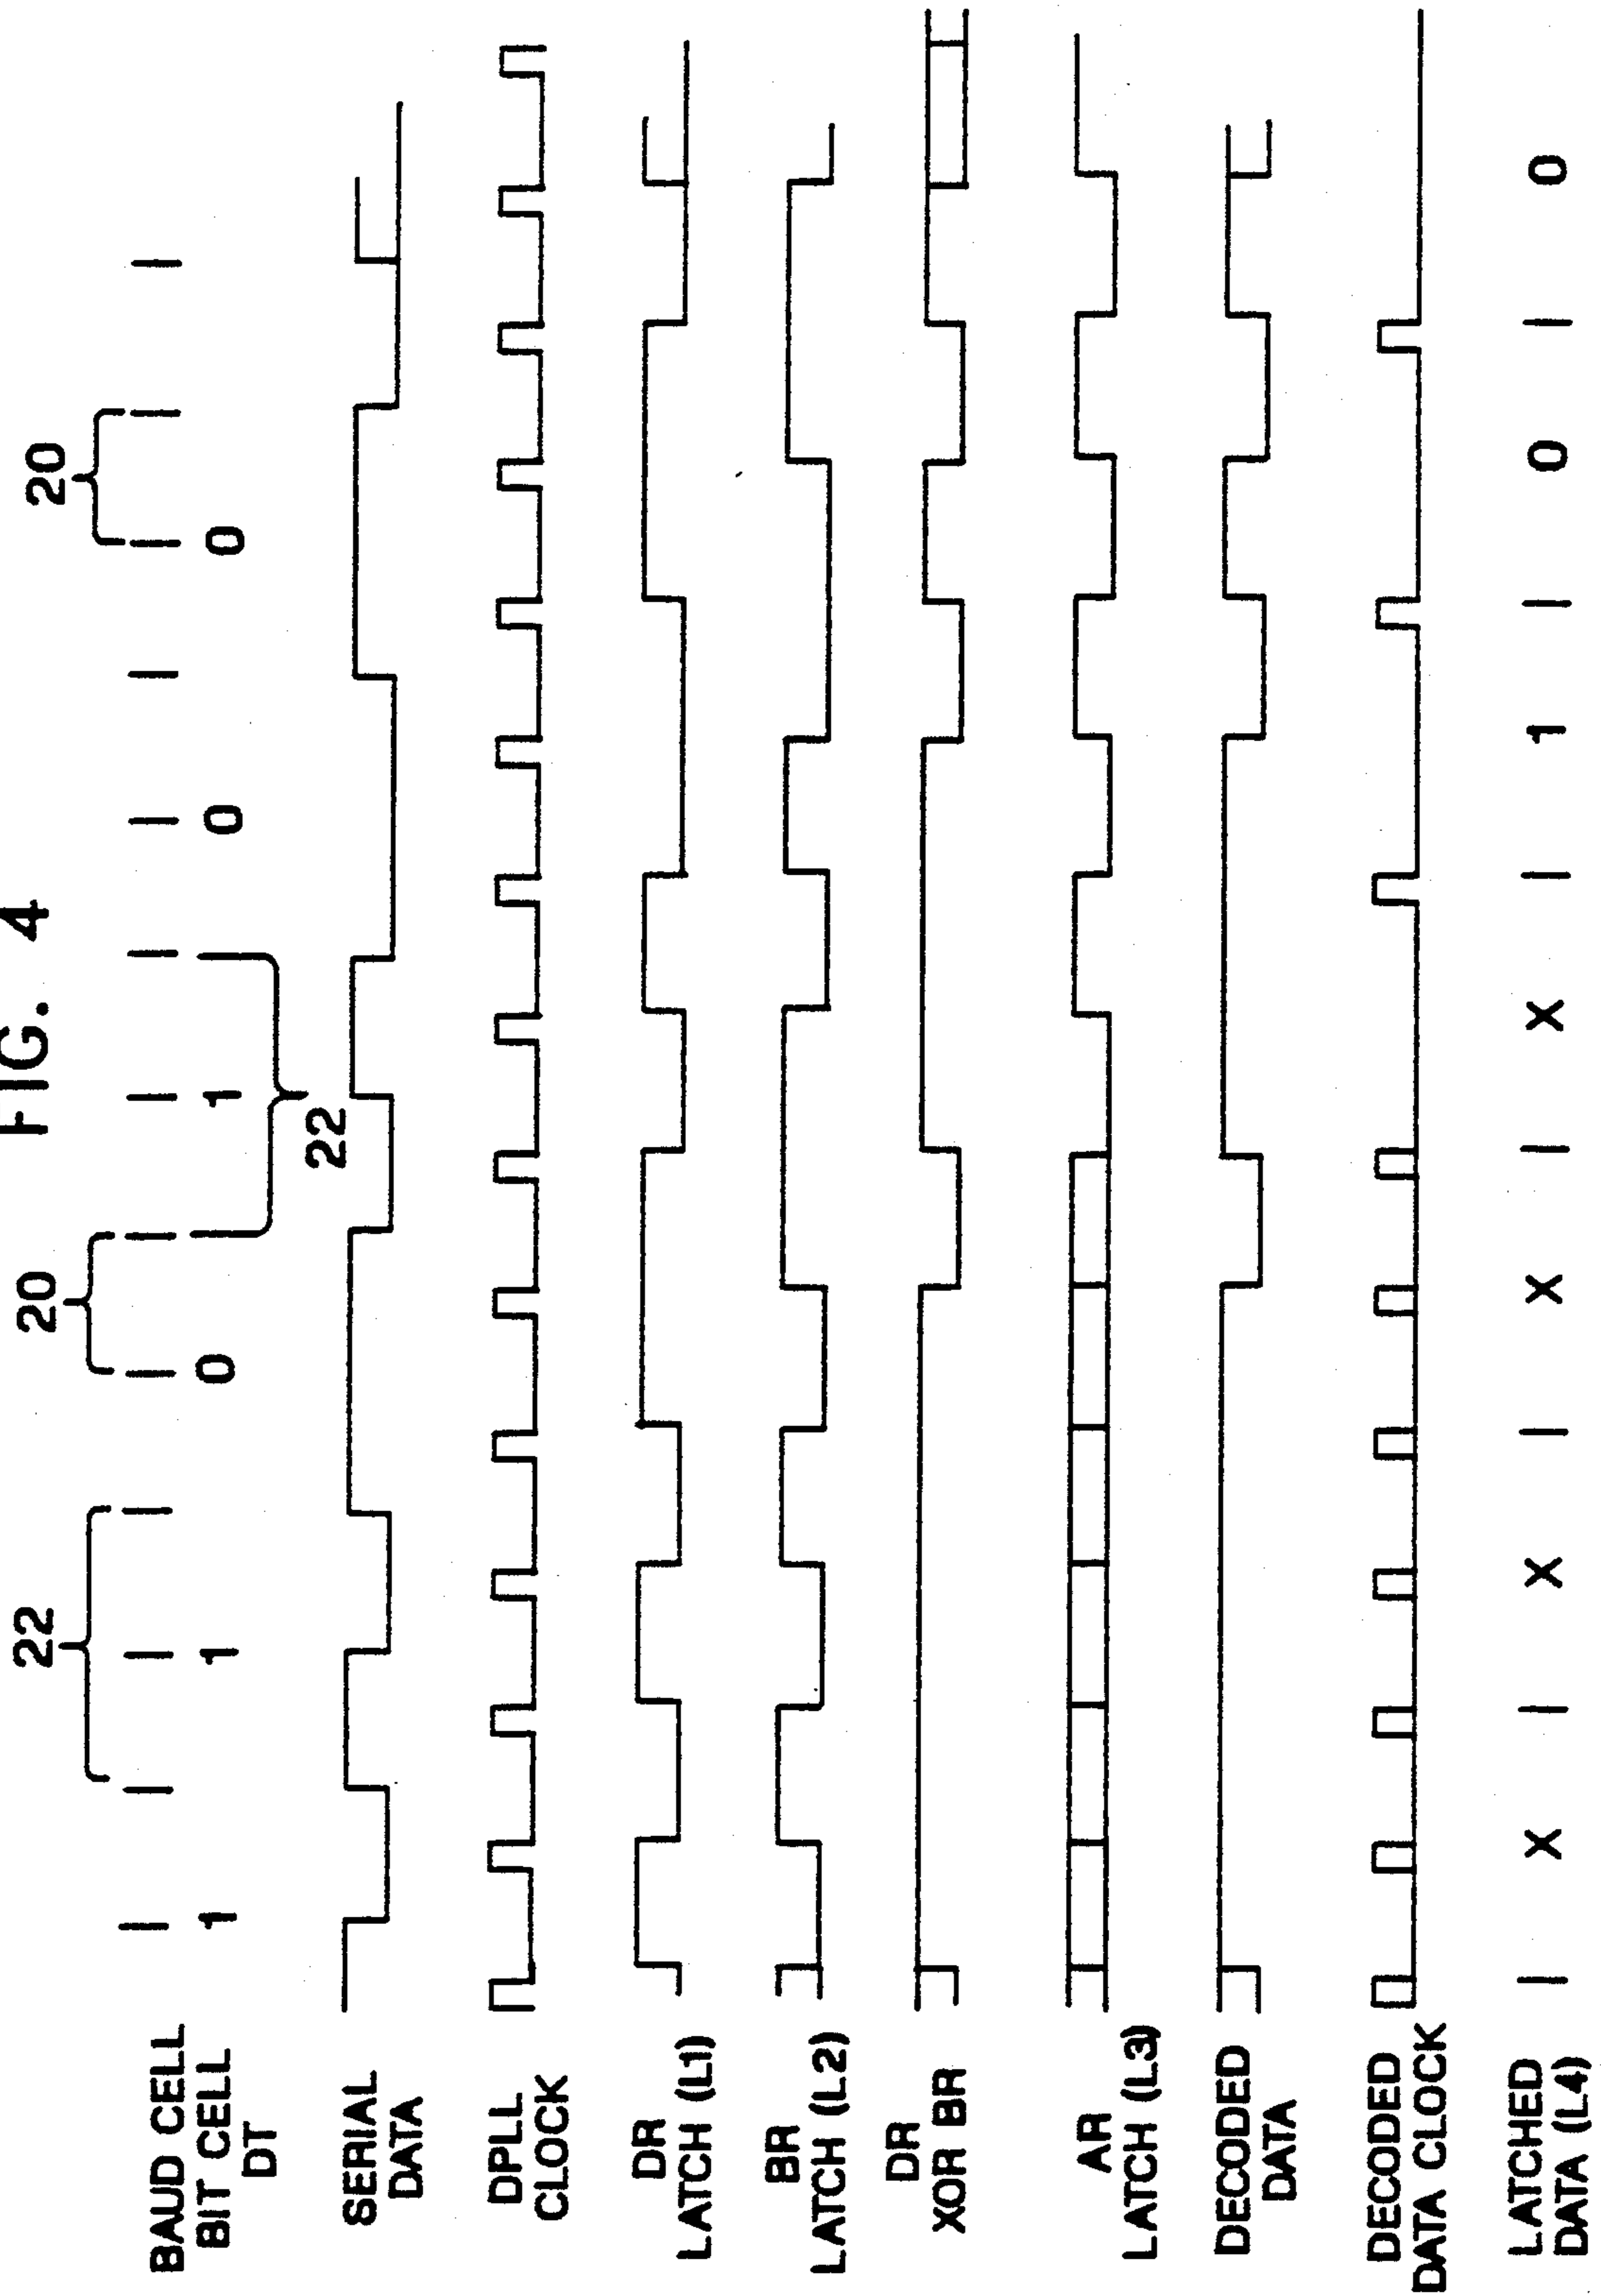 FIG. 4
22 20 20
BAUD CELL
BIT CELL 1 1 0 1 0 0
DT
22
SERIAL
DATA
DPLL
CLOCK
DR
LATCH (L1)
BR
LATCH (L2)
DR
XOR BR
AR
LATCH (L3)
DECODED
DATA
DECODED
DATA CLOCK
LATCHED X X X X 1 0 0
DATA (L4)